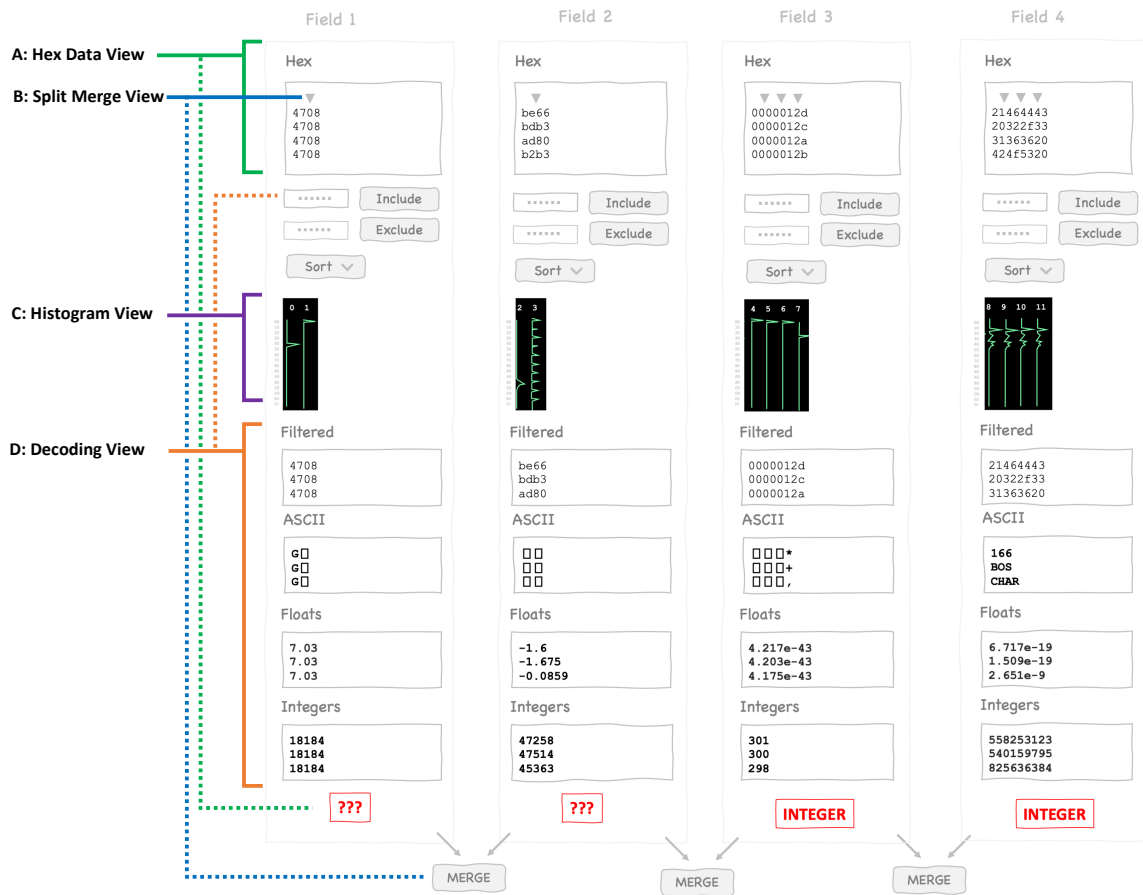 Field 1
Field 2
Field 3
Field 4
A: Hex Data View
B: Split Merge View
C: Histogram View
D: Decoding View
Hex
4708
4708
4708
4708
Include
Exclude
Sort
0 1
Filtered
4708
4708
4708
ASCII
G□
G□
G□
Floats
7.03
7.03
7.03
Integers
18184
18184
18184
???
Hex
be66
bdb3
ad80
b2b3
Include
Exclude
Sort
2 3
Filtered
be66
bdb3
ad80
ASCII
□□
□□
□□
Floats
-1.6
-1.675
-0.0859
Integers
47258
47514
45363
???
Hex
0000012d
0000012c
0000012a
0000012b
Include
Exclude
Sort
4 5 6 7
Filtered
0000012d
0000012c
0000012a
ASCII
□□□*
□□□+
□□□,
Floats
4.217e-43
4.203e-43
4.175e-43
Integers
301
300
298
INTEGER
Hex
21464443
20322f33
31363620
424f5320
Include
Exclude
Sort
8 9 10 11
Filtered
21464443
20322f33
31363620
ASCII
166
BOS
CHAR
Floats
6.717e-19
1.509e-19
2.651e-9
Integers
558253123
540159795
825636384
INTEGER
MERGE
MERGE
MERGE